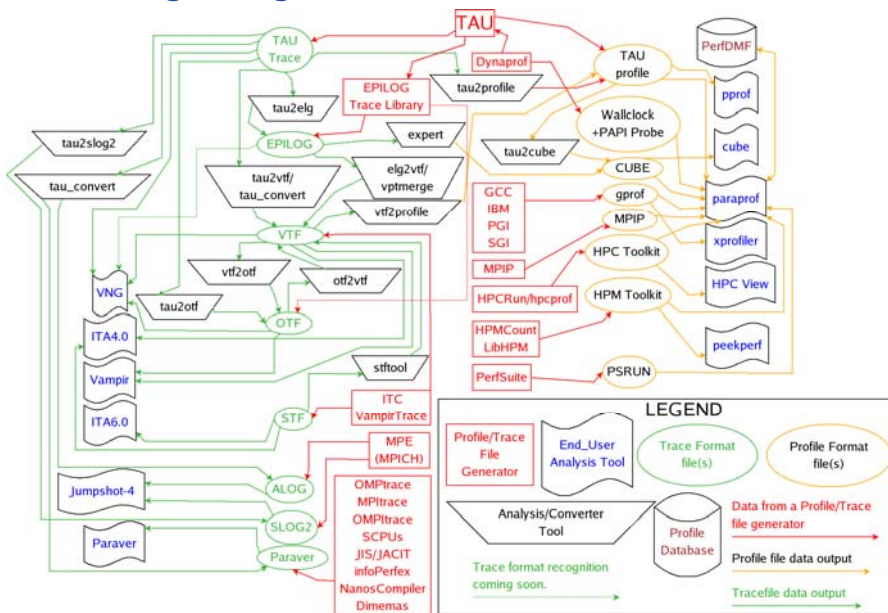 TAU
TAU
Trace
Dynaprof
TAU
profile
PerfDMF
EPILOG
Trace Library
tau2profile
pprof
tau2elg
Wallclock
+PAPI Probe
tau2slog2
EPILOG
expert
tau2cube
cube
tau_convert
tau2vtf/
tau_convert
elg2vtf/
vptmerge
CUBE
GCC
IBM
PGI
SGI
gprof
paraprof
vtf2profile
MPIP
VTF
xprofiler
vtf2otf
otf2vtf
MPIP
HPC Toolkit
VNG
tau2otf
HPCRun/hpcprof
HPM Toolkit
HPC View
OTF
ITA4.0
HPMCount
LibHPM
peekperf
stftool
Vampir
PerfSuite
PSRUN
ITC
VampirTrace
ITA6.0
STF
MPE
(MPICH)
Jumpshot-4
ALOG
OMPtrace
MPItrace
OMPItrace
SCPUs
JIS/JACIT
infoPerfex
NanosCompiler
Dimemas
SLOG2
Paraver
Paraver
LEGEND
Profile/Trace
File
Generator
End_User
Analysis Tool
Trace Format
file(s)
Profile Format
file(s)
Analysis/Converter
Tool
Profile
Database
Data from a Profile/Trace
file generator
Profile file data output
Trace format recognition
coming soon.
Tracefile data output